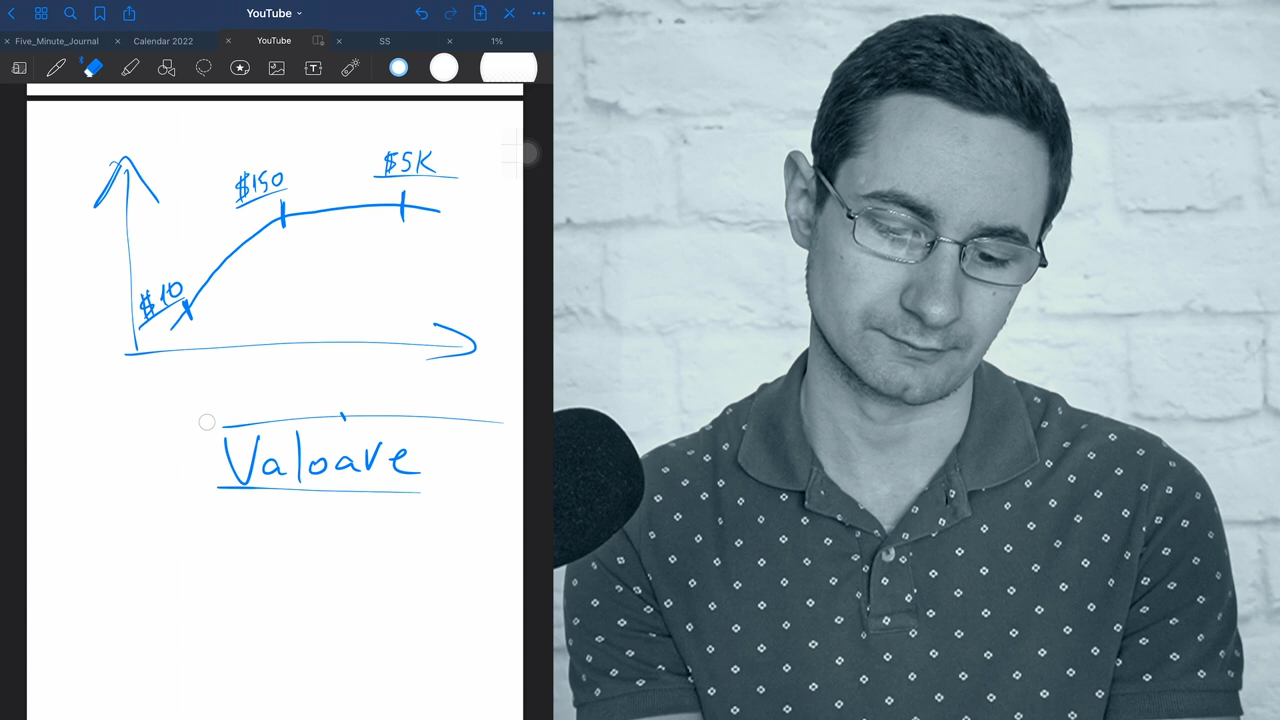 YouTube
Five_Minute_Journal
Calendar 2022
YouTube
SS
1%
T
$10
$150
$5K
Valoare